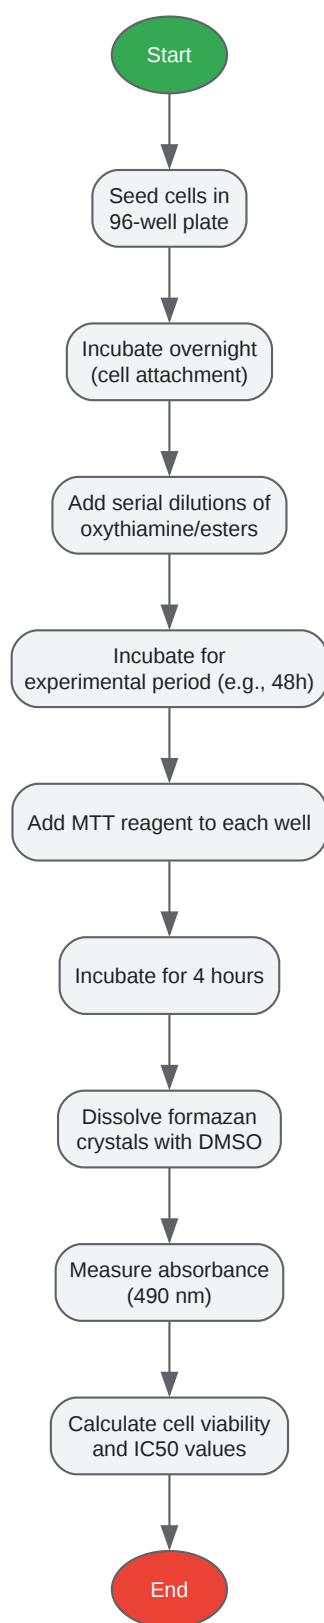 Start
Seed cells in
96-well plate
Incubate overnight
(cell attachment)
Add serial dilutions of
oxythiamine/esters
Incubate for
experimental period (e.g., 48h)
Add MTT reagent to each well
Incubate for 4 hours
Dissolve formazan
crystals with DMSO
Measure absorbance
(490 nm)
Calculate cell viability
and IC50 values
End